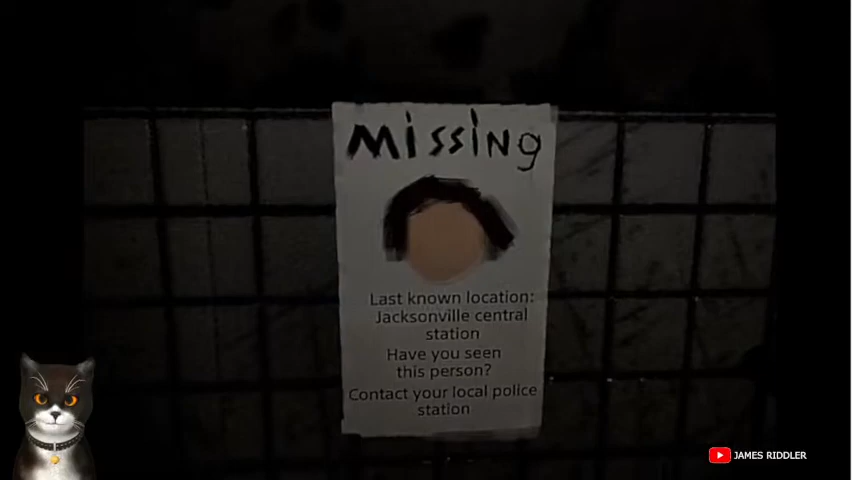 Missing
Last known location:
Jacksonville central
station
Have you seen
this person?
Contact your local police
station
JAMES RIDDLER